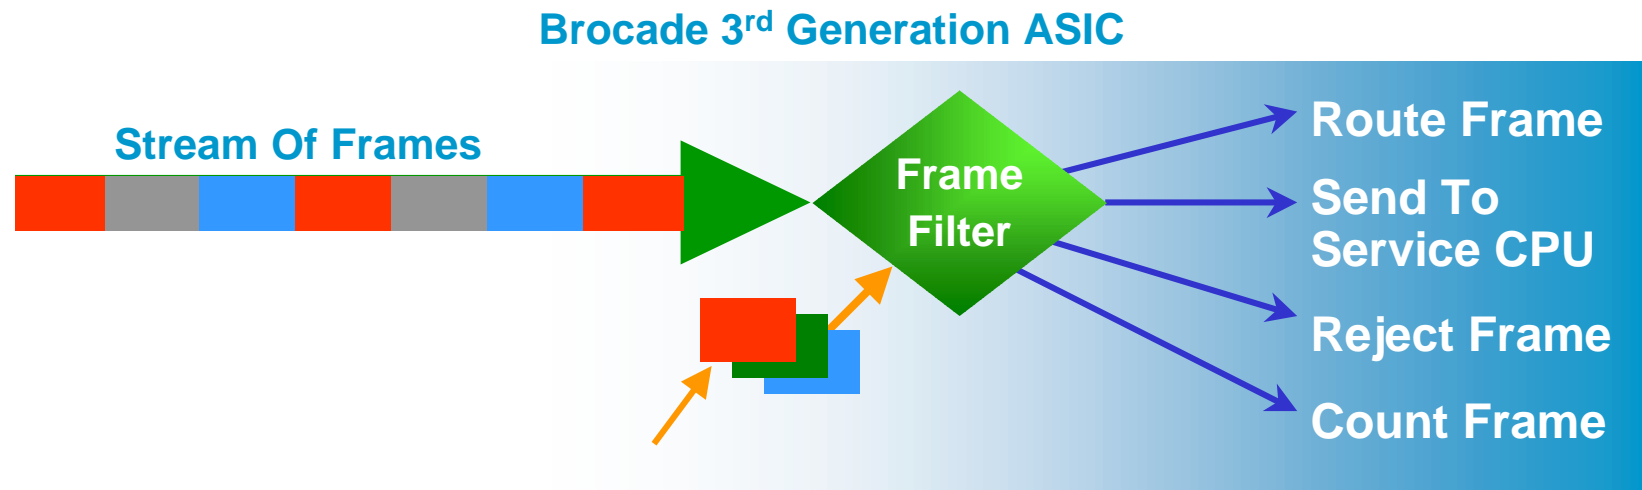 Brocade 3rd Generation ASIC
Stream Of Frames
Frame
Filter
Route Frame
Send To
Service CPU
Reject Frame
Count Frame